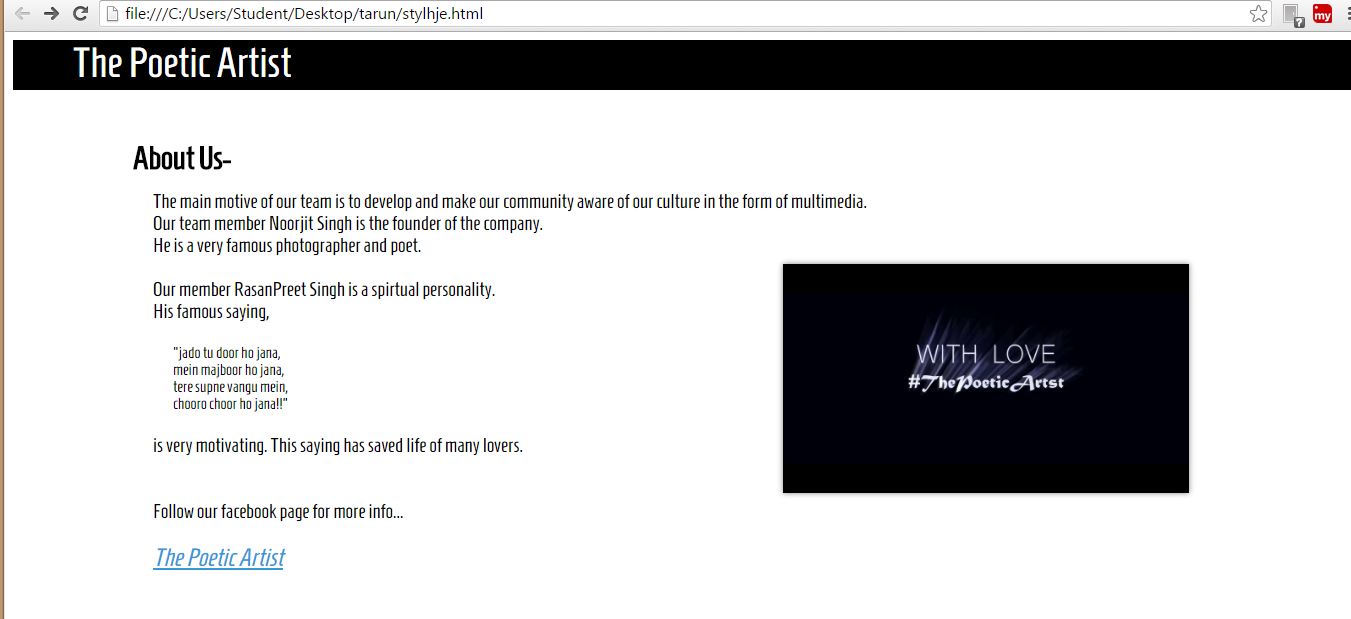 file:///C:/Users/Student/Desktop/tarun/stylhje.html
my
The Poetic Artist
About Us-
The main motive of our team is to develop and make our community aware of our culture in the form of multimedia.
Our team member Noorjit Singh is the founder of the company.
He is a very famous photographer and poet.
Our member RasanPreet Singh is a spirtual personality.
His famous saying,
"jado tu door ho jana,
mein majboor ho jana,
tere supne vangu mein,
chooro choor ho jana!!"
is very motivating. This saying has saved life of many lovers.
WITH LOVE
#ThePoeticArtst
Follow our facebook page for more info...
The Poetic Artist